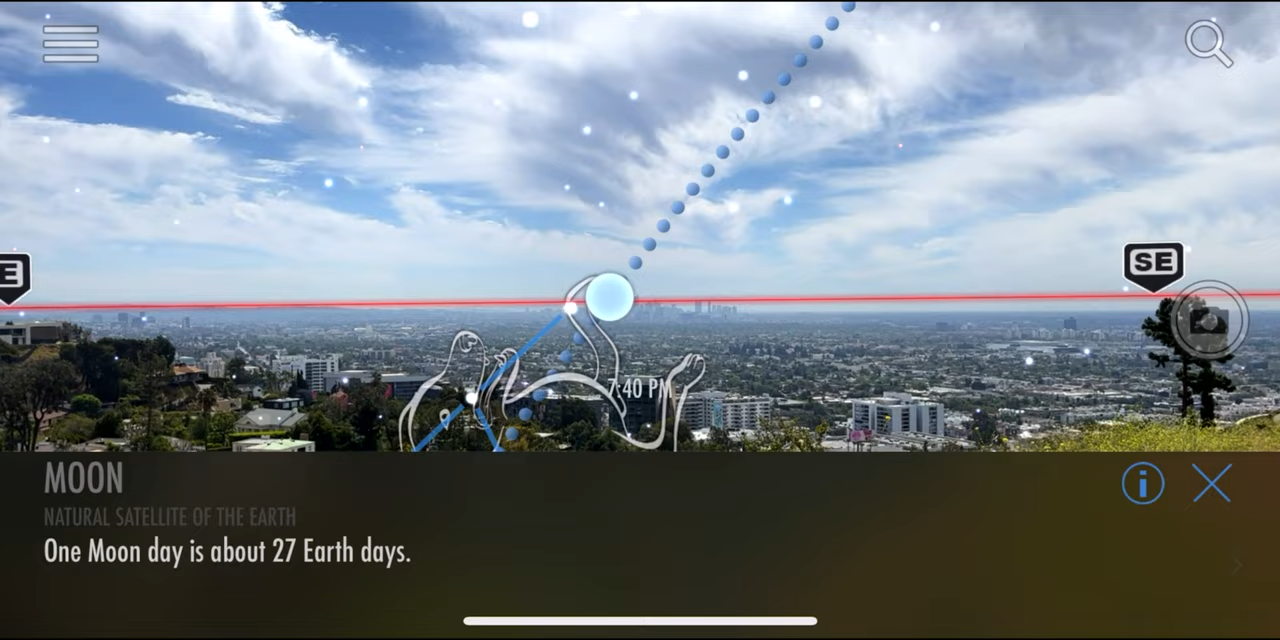 E
SE
7:40 PM
MOON
NATURAL SATELLITE OF THE EARTH
One Moon day is about 27 Earth days.